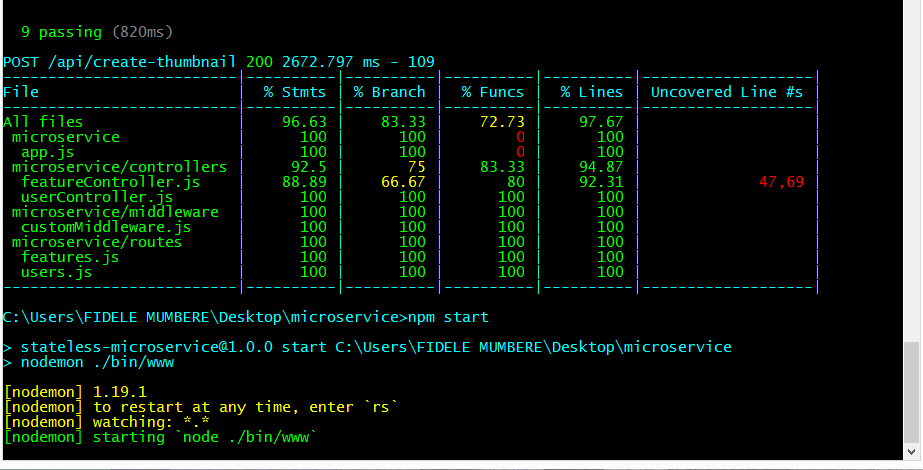 9 passing (820ms)
POST /api/create-thumbnail 200 2672.797 ms - 109
--------------------------|----------|----------|----------|----------|-------------------|
File                      |  % Stmts | % Branch |  % Funcs |  % Lines | Uncovered Line #s |
--------------------------|----------|----------|----------|----------|-------------------|
All files                 |    96.63 |    83.33 |    72.73 |    97.67 |                   |
 microservice             |      100 |      100 |        0 |      100 |                   |
  app.js                  |      100 |      100 |        0 |      100 |                   |
 microservice/controllers |     92.5 |       75 |    83.33 |    94.87 |                   |
  featureController.js    |    88.89 |    66.67 |       80 |    92.31 |             47,69 |
  userController.js       |      100 |      100 |      100 |      100 |                   |
 microservice/middleware  |      100 |      100 |      100 |      100 |                   |
  customMiddleware.js     |      100 |      100 |      100 |      100 |                   |
 microservice/routes      |      100 |      100 |      100 |      100 |                   |
  features.js             |      100 |      100 |      100 |      100 |                   |
  users.js                |      100 |      100 |      100 |      100 |                   |
--------------------------|----------|----------|----------|----------|-------------------|
C:\Users\FIDELE MUMBERE\Desktop\microservice>npm start
> stateless-microservice@1.0.0 start C:\Users\FIDELE MUMBERE\Desktop\microservice
> nodemon ./bin/www
[nodemon] 1.19.1
[nodemon] to restart at any time, enter `rs`
[nodemon] watching: *.*
[nodemon] starting `node ./bin/www`